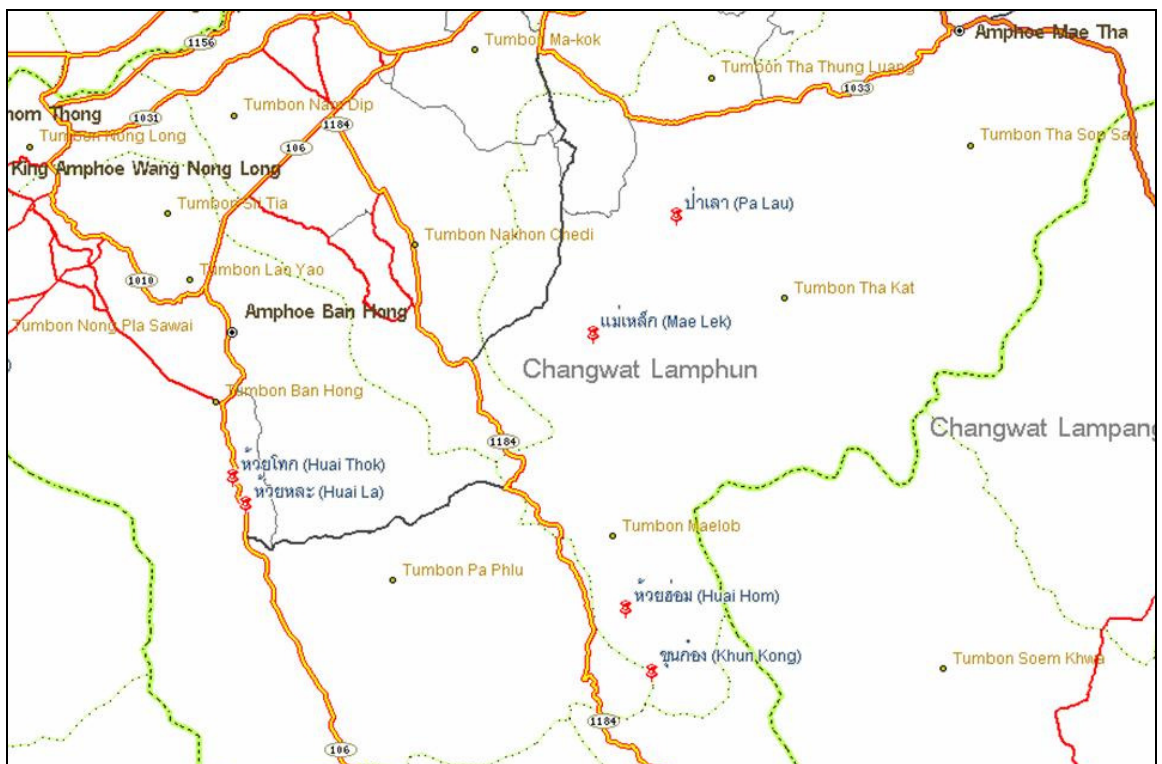 1156
Tumbon Ma-kok
Amphoe Mae Tha
Tumbon Tha Thung Luang
1033
nom Thong
1031
Tumbon Nam Dip
1184
Tumbon Nong Long
106
Tumbon Tha Sop Sa
King Amphoe Wang Nong Long
Tumbon Sri Tia
ป่าเลา (Pa Lau)
Tumbon Nakhon Chedi
1010
Tumbon Lao Yao
Tumbon Tha Kat
Amphoe Ban Hong
Tumbon Nong Pla Sawai
แม่เหล็ก (Mae Lek)
Changwat Lamphun
Tumbon Ban Hong
Changwat Lampang
1184
ห้วยโทก (Huai Thok)
ห้วยหละ (Huai La)
Tumbon Maelob
Tumbon Pa Phlu
ห้วยฮ่อม (Huai Hom)
ขุนก๋อง (Khun Kong)
Tumbon Soem Khwa
1184
106